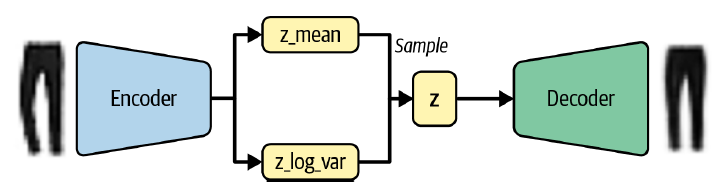 Encoder
z_mean
z_log_var
Sample
z
Decoder